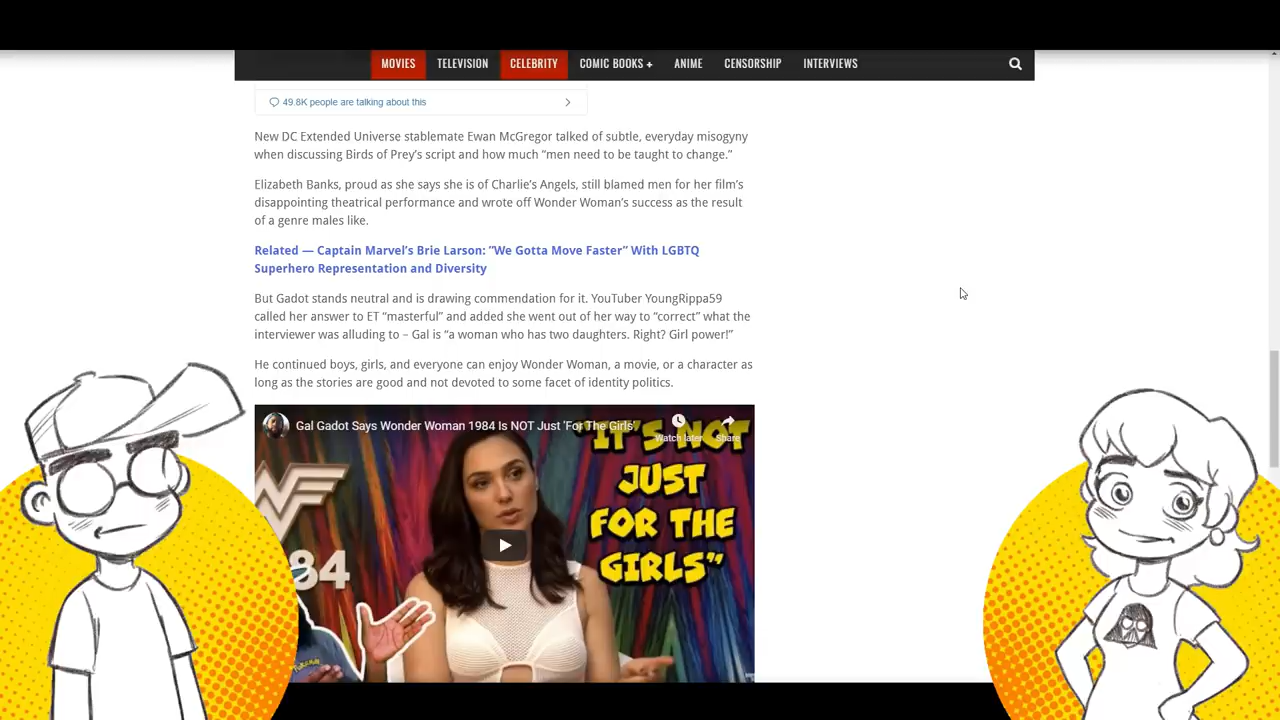 MOVIES TELEVISION CELEBRITY COMIC BOOKS + ANIME CENSORSHIP INTERVIEWS
49.8K people are talking about this
New DC Extended Universe stablemate Ewan McGregor talked of subtle, everyday misogyny
when discussing Birds of Prey’s script and how much “men need to be taught to change.”
Elizabeth Banks, proud as she says she is of Charlie’s Angels, still blamed men for her film’s
disappointing theatrical performance and wrote off Wonder Woman’s success as the result
of a genre males like.
Related — Captain Marvel’s Brie Larson: ”We Gotta Move Faster” With LGBTQ
Superhero Representation and Diversity
But Gadot stands neutral and is drawing commendation for it. YouTuber YoungRippa59
called her answer to ET “masterful” and added she went out of her way to “correct” what the
interviewer was alluding to – Gal is “a woman who has two daughters. Right? Girl power!”
He continued boys, girls, and everyone can enjoy Wonder Woman, a movie, or a character as
long as the stories are good and not devoted to some facet of identity politics.
Gal Gadot Says Wonder Woman 1984 Is NOT Just 'For The Girls'
Watch later
Share
"IT'S NOT
JUST
FOR THE
GIRLS"
84